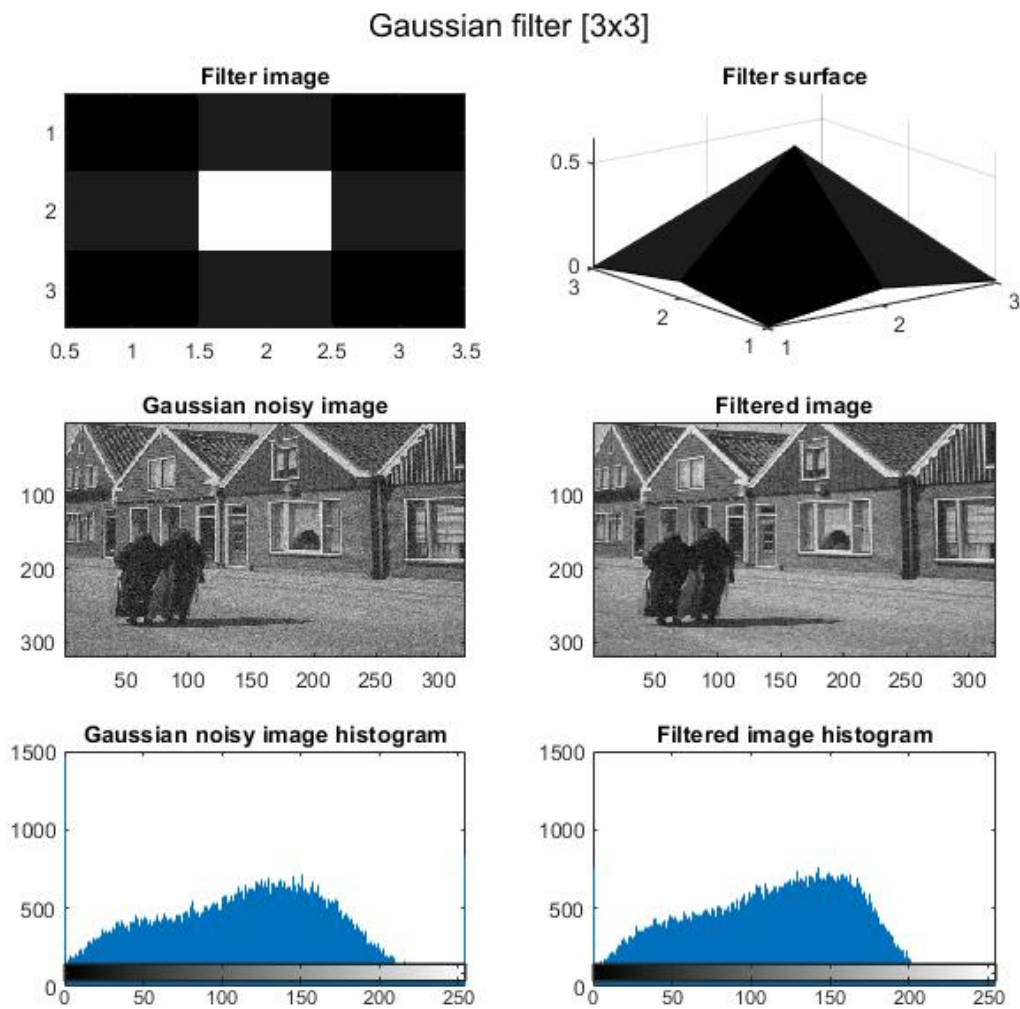 Gaussian filter [3x3]
Filter image
1
2
3
0.5 1 1.5 2 2.5 3 3.5
Filter surface
0.5
0
3
2
1 1
2
3
Gaussian noisy image
100
200
300
50 100 150 200 250 300
Filtered image
100
200
300
50 100 150 200 250 300
Gaussian noisy image histogram
1500
1000
500
0
0 50 100 150 200 250
Filtered image histogram
1500
1000
500
0
0 50 100 150 200 250